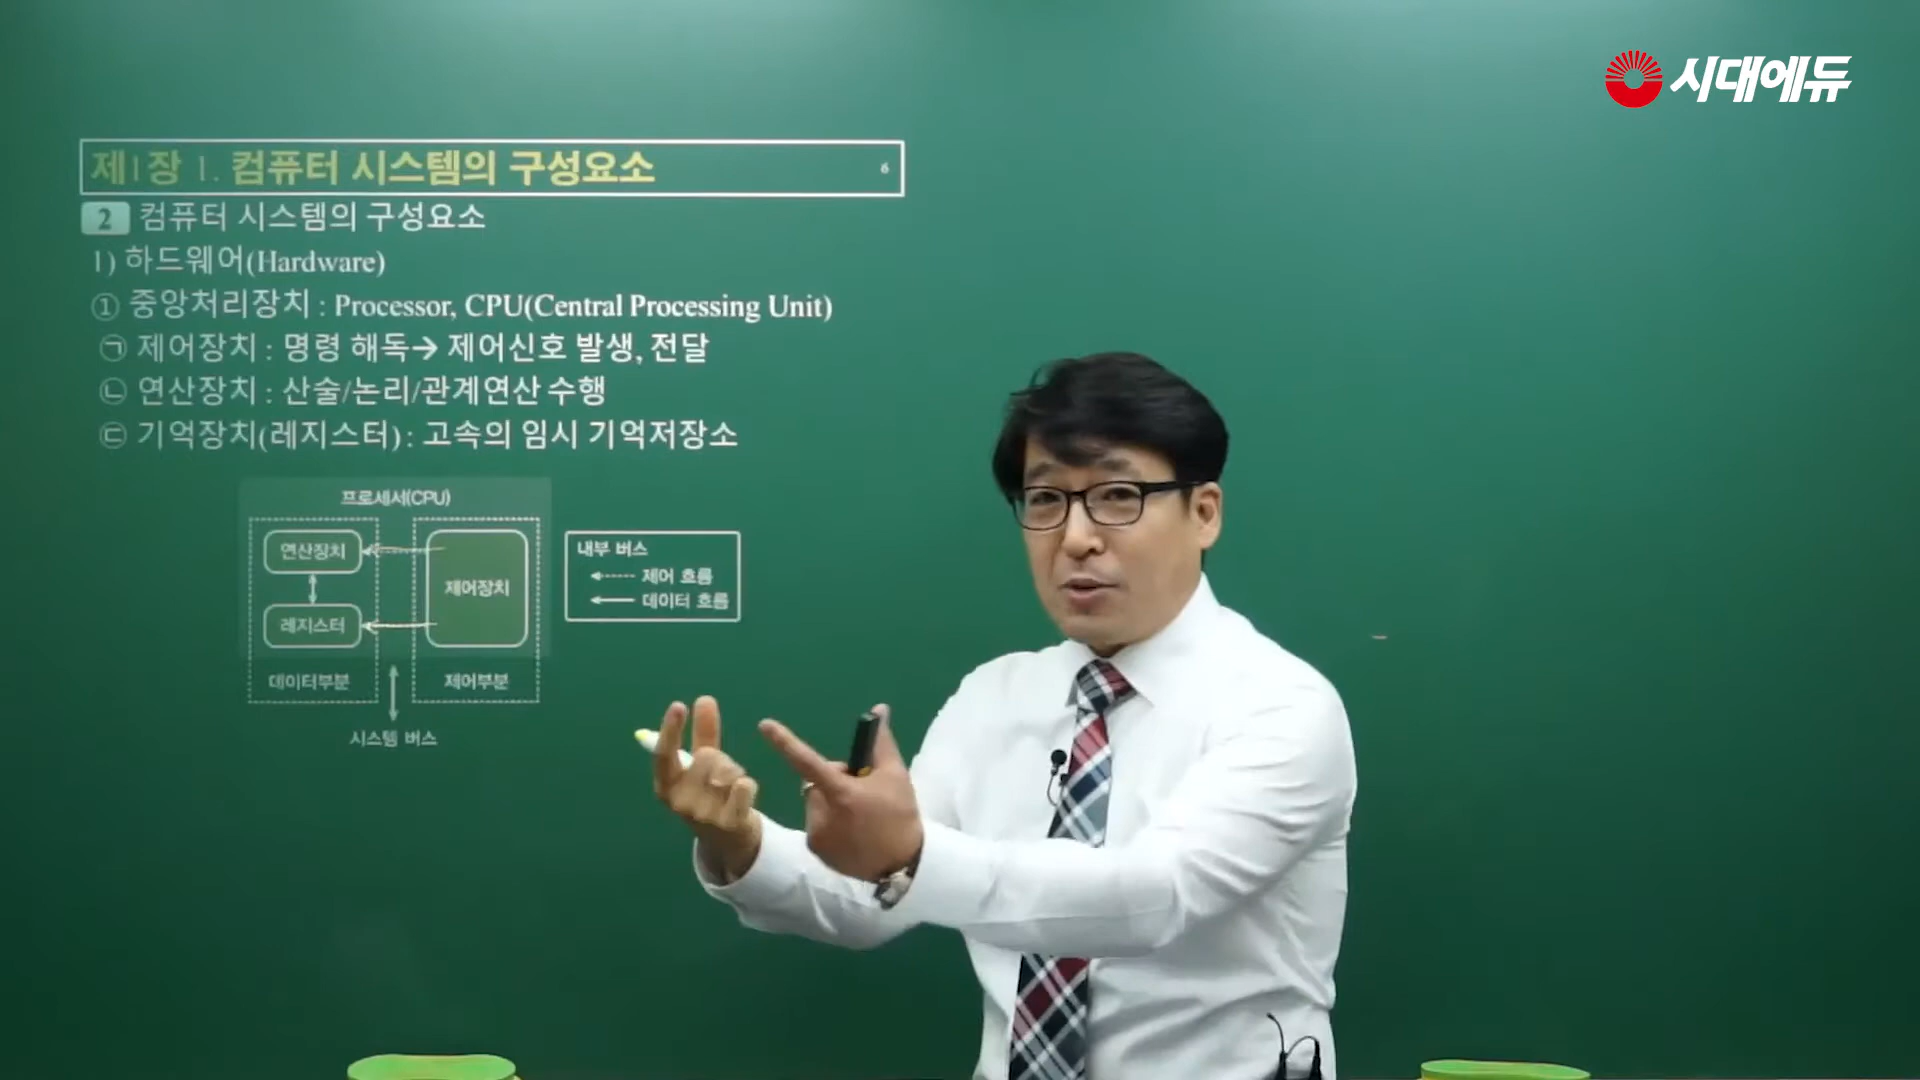 시대에듀
제1장 1. 컴퓨터 시스템의 구성요소
6
2 컴퓨터 시스템의 구성요소
1) 하드웨어(Hardware)
① 중앙처리장치 : Processor, CPU(Central Processing Unit)
㉠ 제어장치 : 명령 해독→ 제어신호 발생, 전달
㉡ 연산장치 : 산술/논리/관계연산 수행
㉢ 기억장치(레지스터) : 고속의 임시 기억저장소
프로세서(CPU)
연산장치
제어장치
레지스터
데이터부분
제어부분
시스템 버스
내부 버스
제어 흐름
데이터 흐름